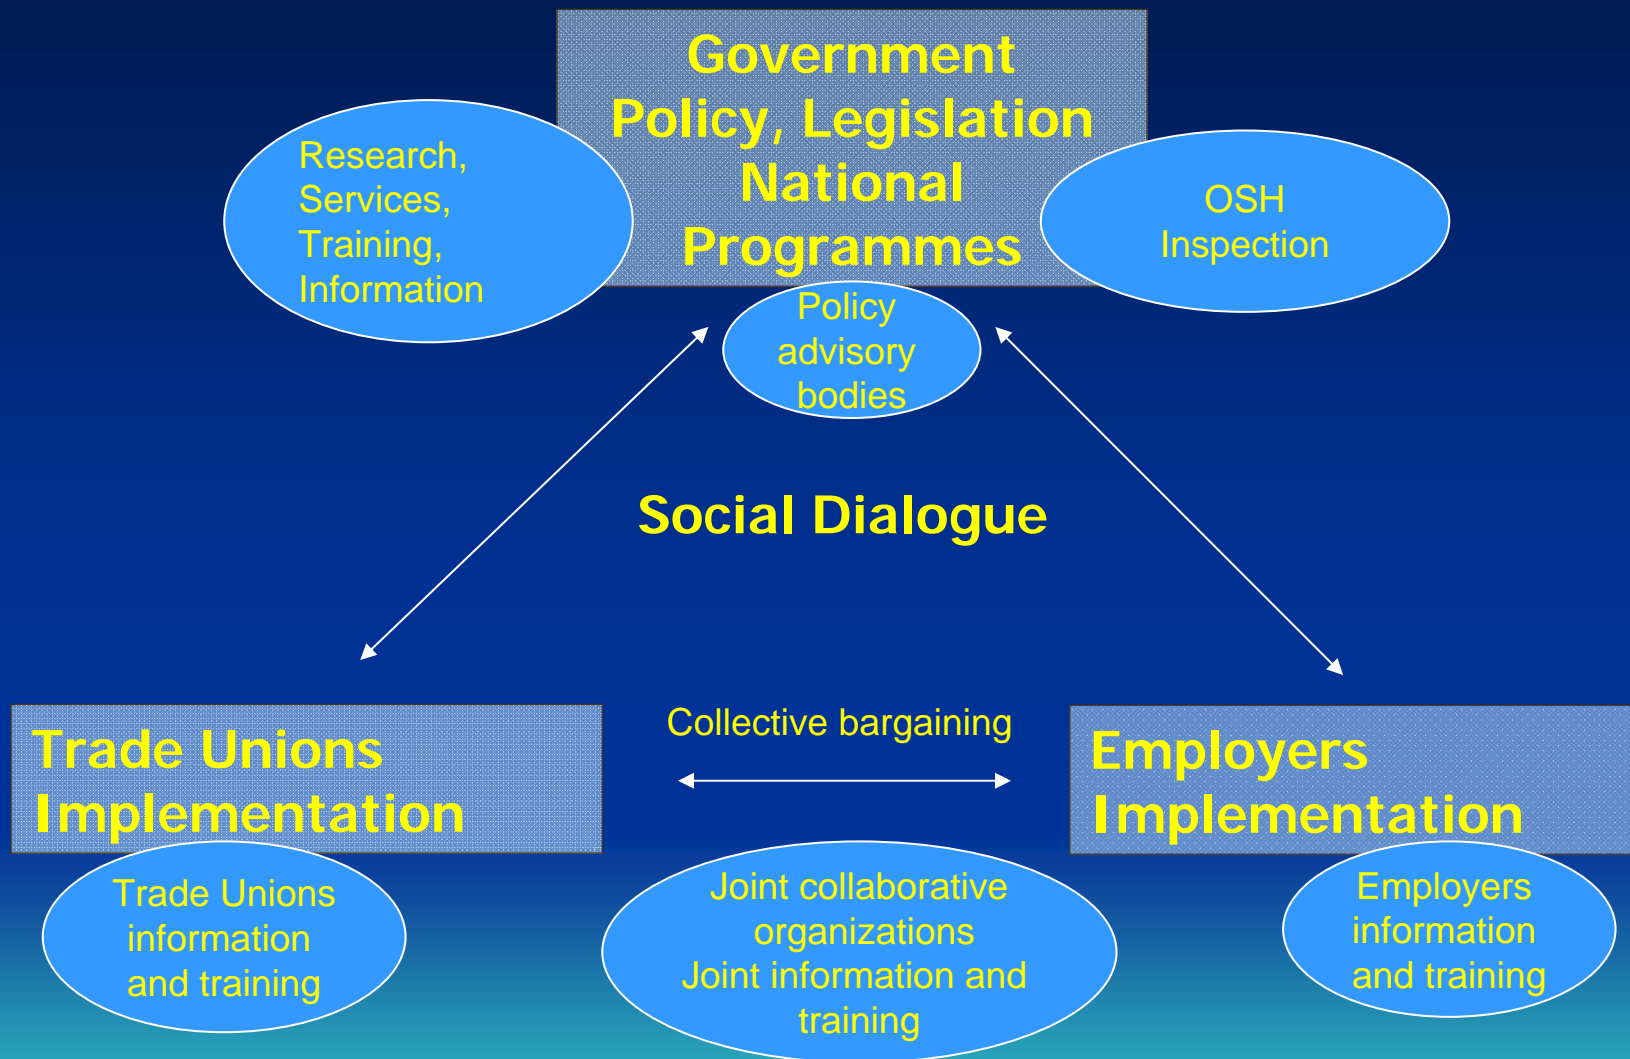 Government
Policy, Legislation
National
Programmes
Research,
Services,
Training,
Information
OSH
Inspection
Policy
advisory
bodies
Social Dialogue
Trade Unions
Implementation
Collective bargaining
Employers
Implementation
Trade Unions
information
and training
Joint collaborative
organizations
Joint information and
training
Employers
information
and training